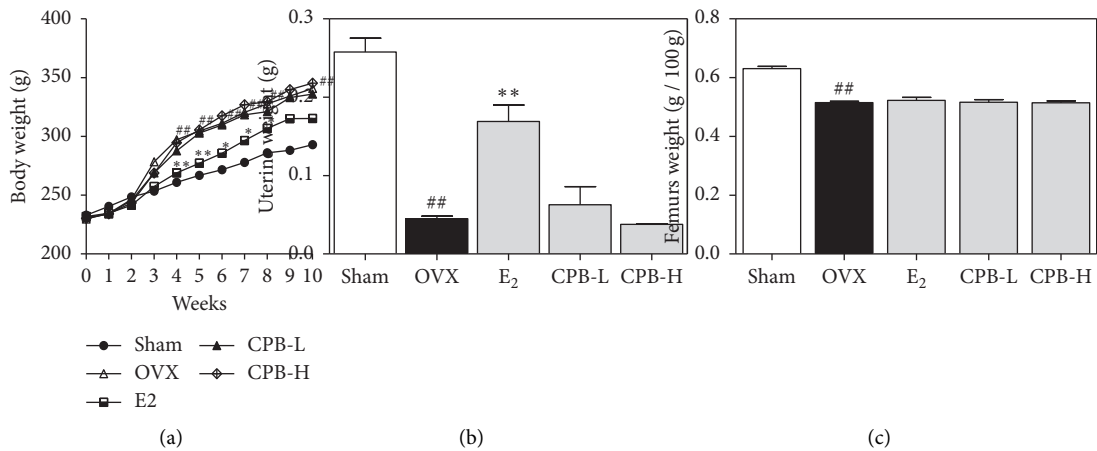 400
350
300
250
200
Body weight (g)
##
##
##
##
##
##
**
**
*
*
*
0 1 2 3 4 5 6 7 8 9 10
Weeks
Sham
OVX
E2
CPB-L
CPB-H
(a)
0.3
0.2
0.1
0.0
Uterine weight (g)
##
**
Sham OVX E2 CPB-L CPB-H
(b)
0.8
0.6
0.4
0.2
0.0
Femurs weight (g / 100 g)
##
Sham OVX E2 CPB-L CPB-H
(c)